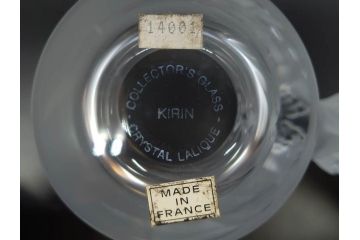 14001
- COLLECTOR'S GLASS -
KIRIN
CRYSTAL LALIQUE
MADE
IN
FRANCE